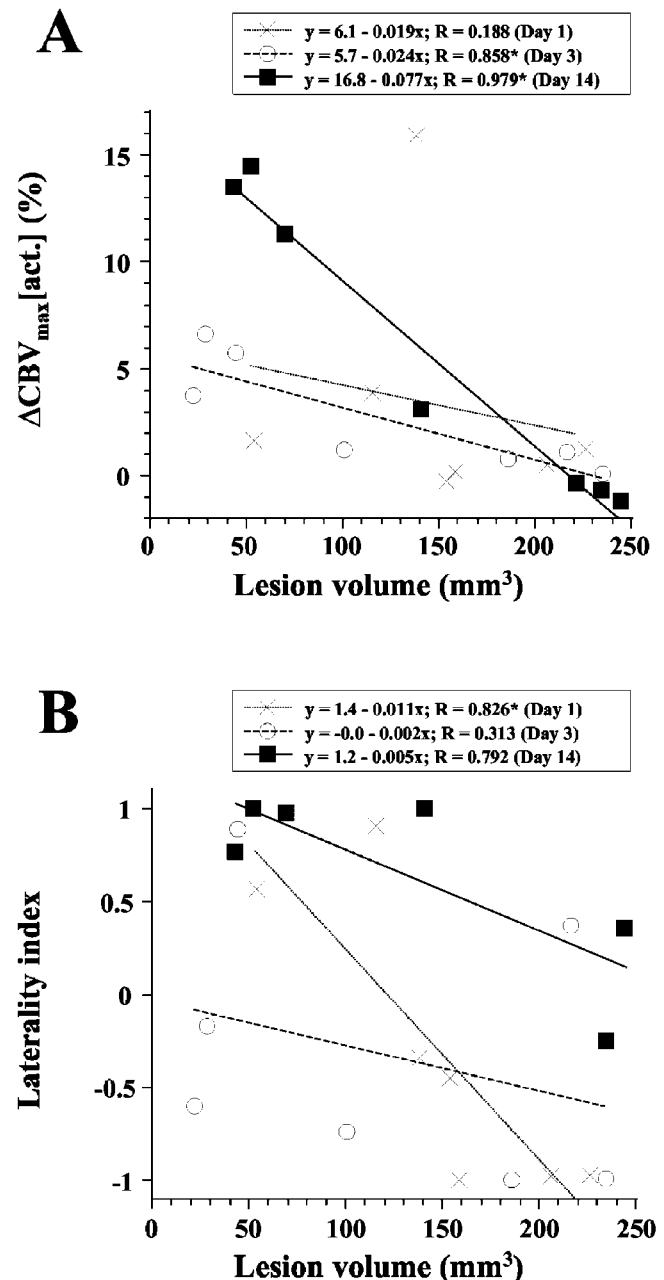 A
y = 6.1 - 0.019x; R = 0.188 (Day 1)
y = 5.7 - 0.024x; R = 0.858* (Day 3)
y = 16.8 - 0.077x; R = 0.979* (Day 14)
15
10
5
0
ΔCBVmax[act.] (%)
0 50 100 150 200 250
Lesion volume (mm³)
B
y = 1.4 - 0.011x; R = 0.826* (Day 1)
y = -0.0 - 0.002x; R = 0.313 (Day 3)
y = 1.2 - 0.005x; R = 0.792 (Day 14)
1
0.5
0
-0.5
-1
Laterality index
0 50 100 150 200 250
Lesion volume (mm³)